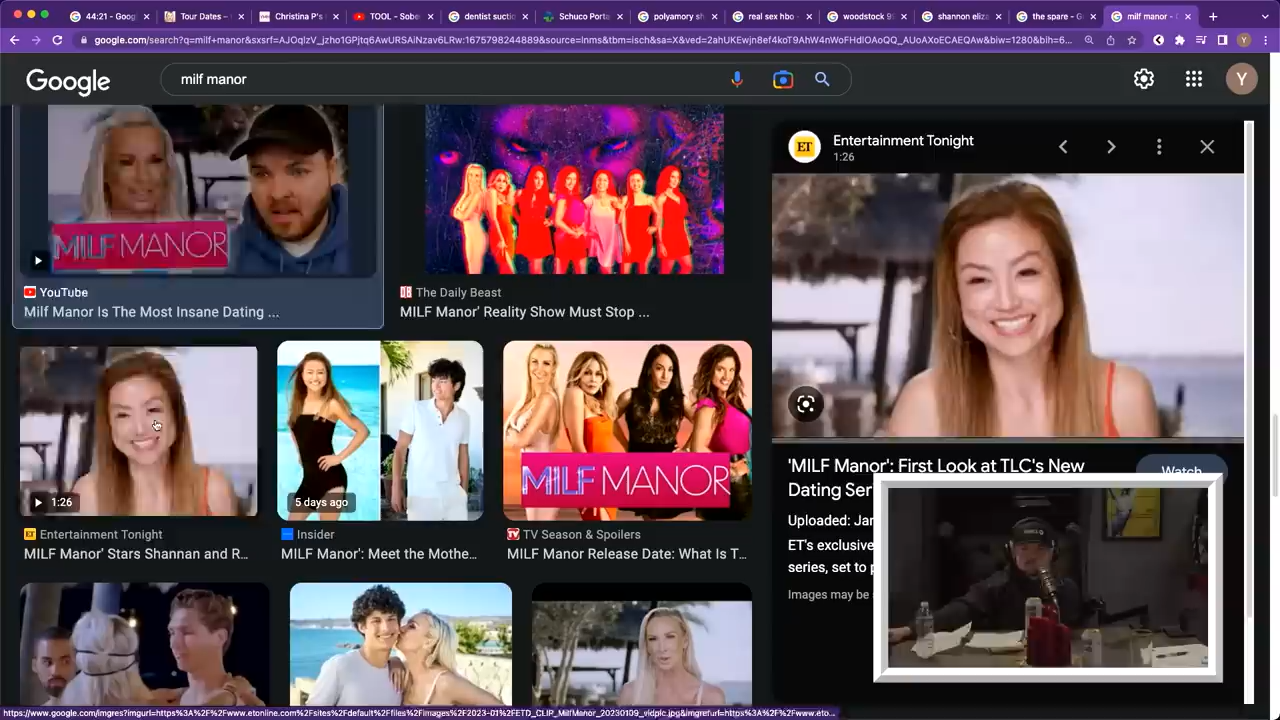 44:21 - Goog
Tour Dates -
Christina P's
TOOL - Sobe
dentist suctio
Schuco Porta
polyamory sh
real sex hbo -
woodstock 99
shannon eliza
the spare - G
milf manor - G
google.com/search?q=milf+manor&sxsrf=AJOqlzV_jzho1GPjtq6AwURSAiNzav6LRw:1675798244889&source=lnms&tbm=isch&sa=X&ved=2ahUKEwjn8ef4koT9AhW4nWoFHdIOAoQQ_AUoAXoECAEQAw&biw=1280&bih=6...
Y
Google
milf manor
Y
MILF MANOR
YouTube
Milf Manor Is The Most Insane Dating ...
The Daily Beast
MILF Manor' Reality Show Must Stop ...
1:26
Entertainment Tonight
MILF Manor' Stars Shannan and R...
5 days ago
Insider
MILF Manor': Meet the Mothe...
MILF MANOR
TV Season & Spoilers
MILF Manor Release Date: What Is T...
ET
Entertainment Tonight
1:26
'MILF Manor': First Look at TLC's New
Dating Ser
Watch
Uploaded: Jan
ET's exclusive
series, set to p
Images may be s
https://www.google.com/imgres?imgurl=https%3A%2F%2Fwww.etonline.com%2Fsites%2Fdefault%2Ffiles%2Fimages%2F2023-01%2FETD_CLIP_MilfManor_20230109_vidplc.jpg&imgrefurl=https%3A%2F%2Fwww.eto...